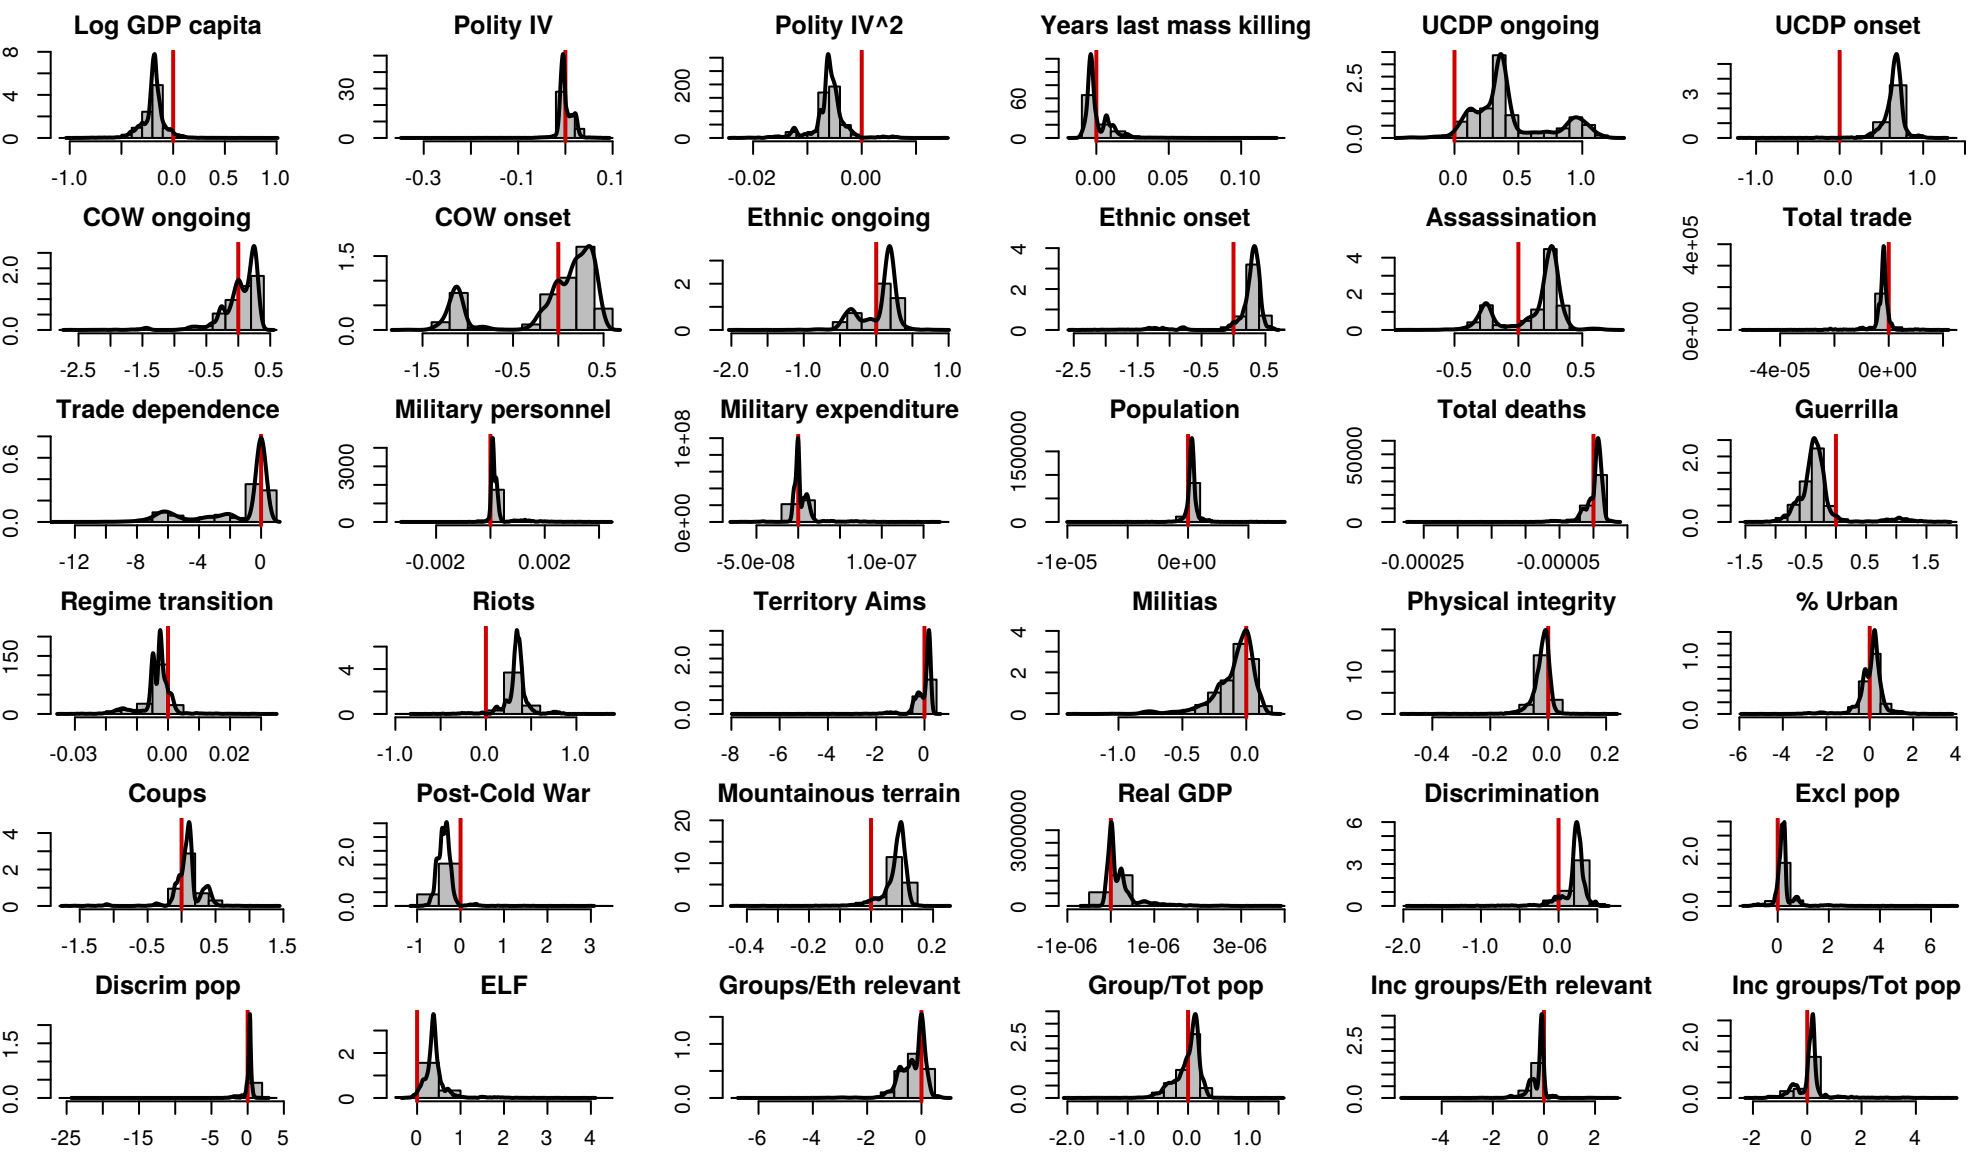 Log GDP capita
8
4
0
-1.0 0.0 0.5 1.0
Polity IV
30
0
-0.3 -0.1 0.1
Polity IV^2
200
0
-0.02 0.00
Years last mass killing
60
0
0.00 0.05 0.10
UCDP ongoing
2.5
0.0
0.0 0.5 1.0
UCDP onset
3
0
-1.0 0.0 1.0
COW ongoing
2.0
0.0
-2.5 -1.5 -0.5 0.5
COW onset
1.5
0.0
-1.5 -0.5 0.5
Ethnic ongoing
2
0
-2.0 -1.0 0.0 1.0
Ethnic onset
4
2
0
-2.5 -1.5 -0.5 0.5
Assassination
4
2
0
-0.5 0.0 0.5
Total trade
4e+05
0e+00
-4e-05 0e+00
Trade dependence
0.6
0.0
-12 -8 -4 0
Military personnel
3000
0
-0.002 0.002
Military expenditure
1e+08
0e+00
-5.0e-08 1.0e-07
Population
1500000
0
-1e-05 0e+00
Total deaths
50000
0
-0.00025 -0.00005
Guerrilla
2.0
0.0
-1.5 -0.5 0.5 1.5
Regime transition
150
0
-0.03 0.00 0.02
Riots
4
0
-1.0 0.0 1.0
Territory Aims
2.0
0.0
-8 -6 -4 -2 0
Militias
4
2
0
-1.0 -0.5 0.0
Physical integrity
10
0
-0.4 -0.2 0.0 0.2
% Urban
1.0
0.0
-6 -4 -2 0 2 4
Coups
4
2
0
-1.5 -0.5 0.5 1.5
Post-Cold War
2.0
0.0
-1 0 1 2 3
Mountainous terrain
20
10
0
-0.4 -0.2 0.0 0.2
Real GDP
3000000
0
-1e-06 1e-06 3e-06
Discrimination
6
3
0
-2.0 -1.0 0.0
Excl pop
2.0
0.0
0 2 4 6
Discrim pop
1.5
0.0
-25 -15 -5 0 5
ELF
2
0
0 1 2 3 4
Groups/Eth relevant
1.0
0.0
-6 -4 -2 0
Group/Tot pop
2.5
0.0
-2.0 -1.0 0.0 1.0
Inc groups/Eth relevant
2.5
0.0
-4 -2 0 2
Inc groups/Tot pop
2.0
0.0
-2 0 2 4